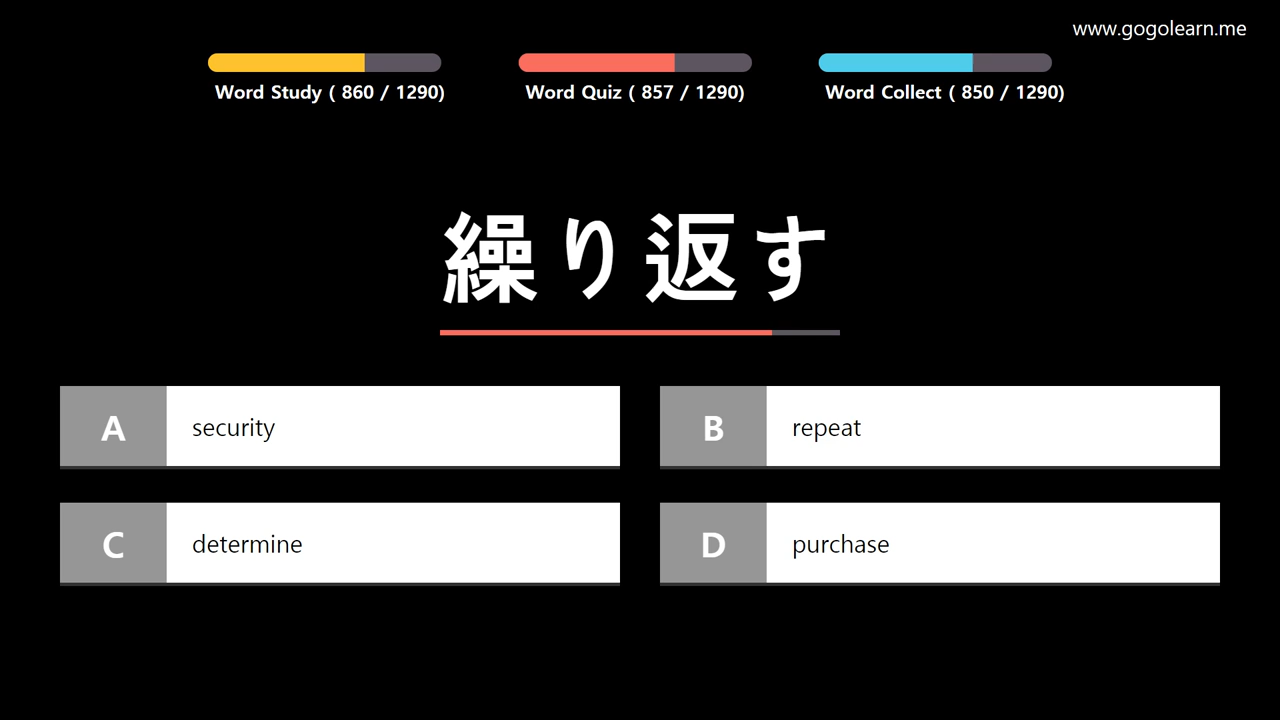 www.gogolearn.me
Word Study ( 860 / 1290)
Word Quiz ( 857 / 1290)
Word Collect ( 850 / 1290)
繰り返す
A security
B repeat
C determine
D purchase